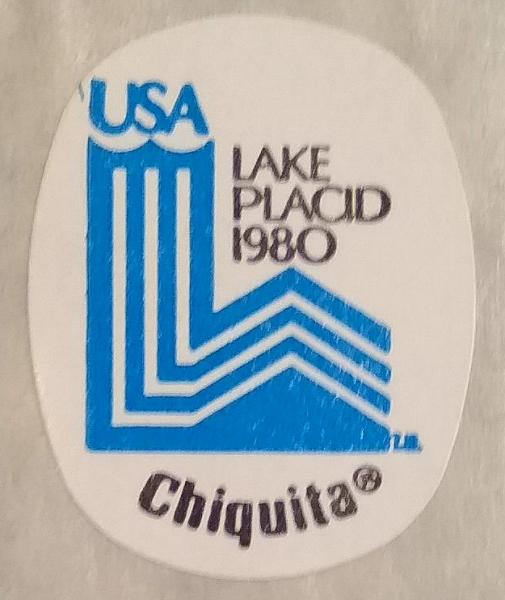 USA
LAKE
PLACID
1980
T.M.
Chiquita®